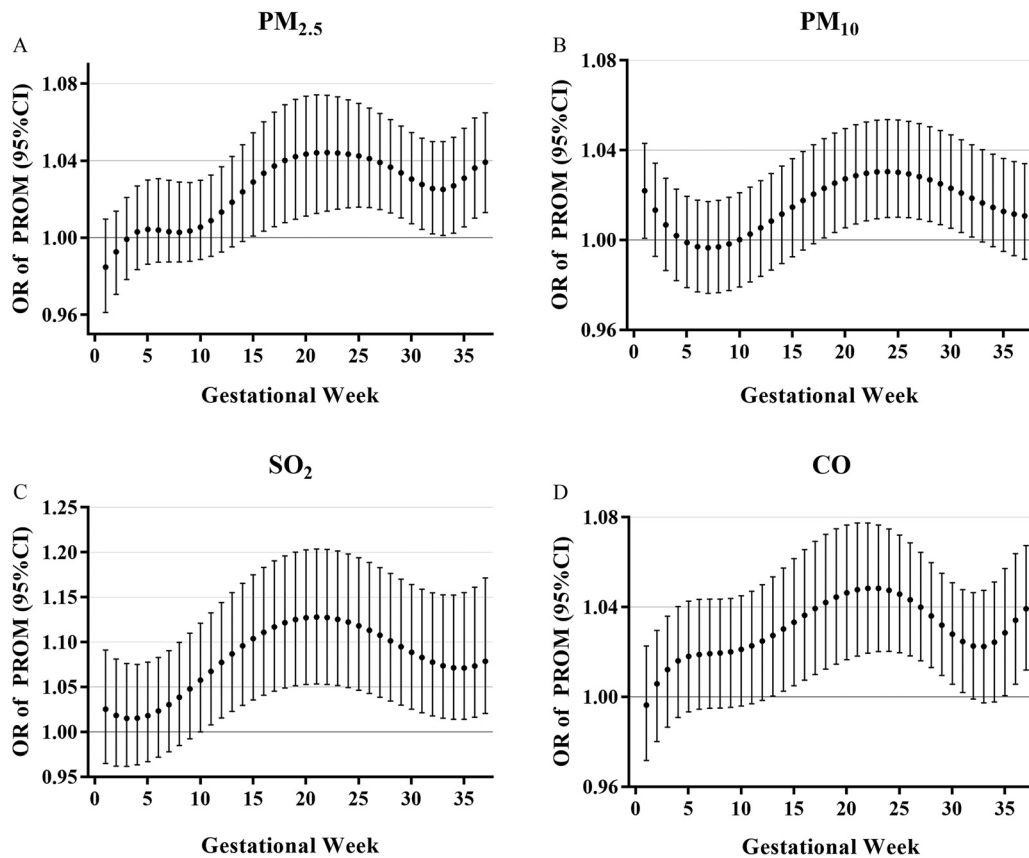 A
PM2.5
OR of PROM (95%CI)
1.08
1.04
1.00
0.96
0 5 10 15 20 25 30 35
Gestational Week
B
PM10
OR of PROM (95%CI)
1.08
1.04
1.00
0.96
0 5 10 15 20 25 30 35
Gestational Week
C
SO2
OR of PROM (95%CI)
1.25
1.20
1.15
1.10
1.05
1.00
0.95
0 5 10 15 20 25 30 35
Gestational Week
D
CO
OR of PROM (95%CI)
1.08
1.04
1.00
0.96
0 5 10 15 20 25 30 35
Gestational Week